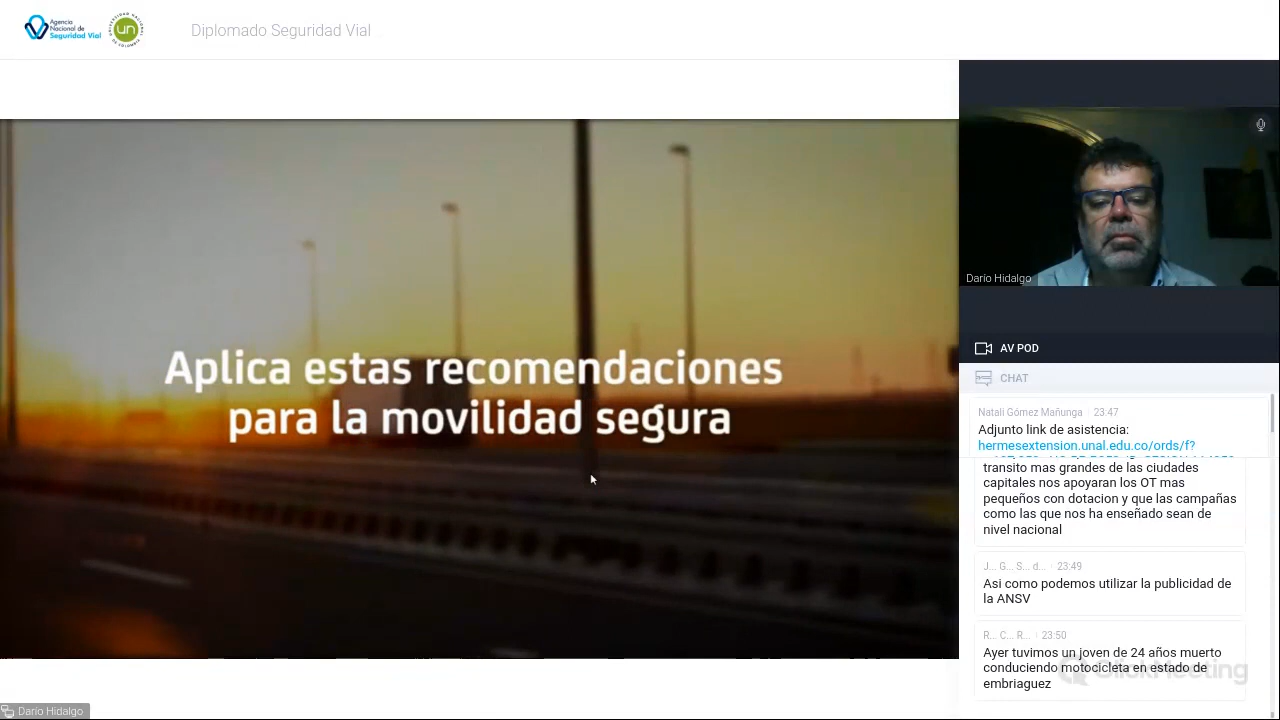 Agencia
Nacional de
Seguridad Vial
un
Diplomado Seguridad Vial
Aplica estas recomendaciones
para la movilidad segura
Darío Hidalgo
AV POD
CHAT
Natali Gómez Mañunga 23:47
Adjunto link de asistencia:
hermesextension.unal.edu.co/ords/f?
transito mas grandes de las ciudades
capitales nos apoyaran los OT mas
pequeños con dotacion y que las campañas
como las que nos ha enseñado sean de
nivel nacional
J... G... S... d... 23:49
Asi como podemos utilizar la publicidad de
la ANSV
R... C... R... 23:50
Ayer tuvimos un joven de 24 años muerto
conduciendo motocicleta en estado de
embriaguez
ClickMeeting
Darío Hidalgo